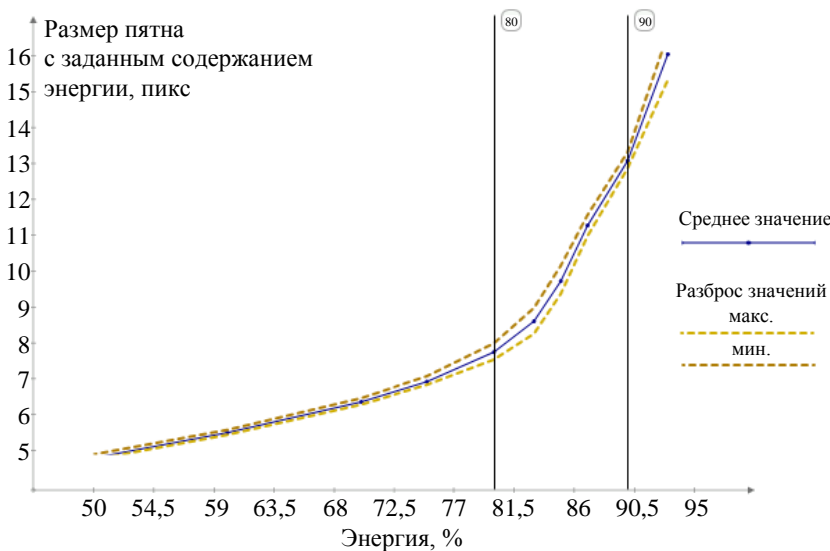 Размер пятна
с заданным содержанием
энергии, пикс
80
90
16
15
14
13
12
11
10
9
8
7
6
5
Среднее значение
Разброс значений
макс.
мин.
50 54,5 59 63,5 68 72,5 77 81,5 86 90,5 95
Энергия, %